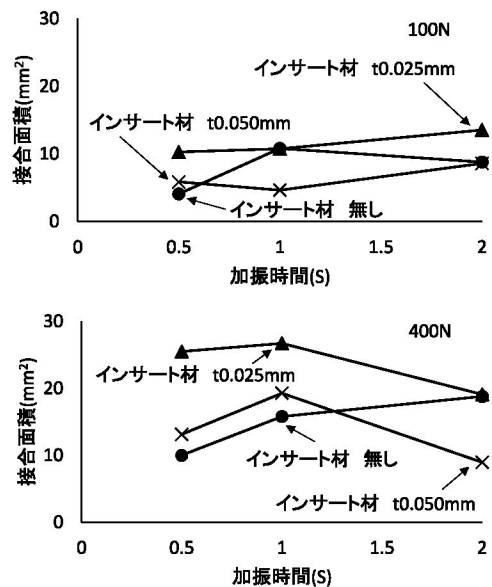 30
100N
インサート材 t0.025mm
20
インサート材 t0.050mm
接合面積(mm²)
10
インサート材 無し
0
0 0.5 1 1.5 2
加振時間(S)
30
400N
20
インサート材 t0.025mm
接合面積(mm²)
10
インサート材 無し
インサート材 t0.050mm
0
0 0.5 1 1.5 2
加振時間(S)